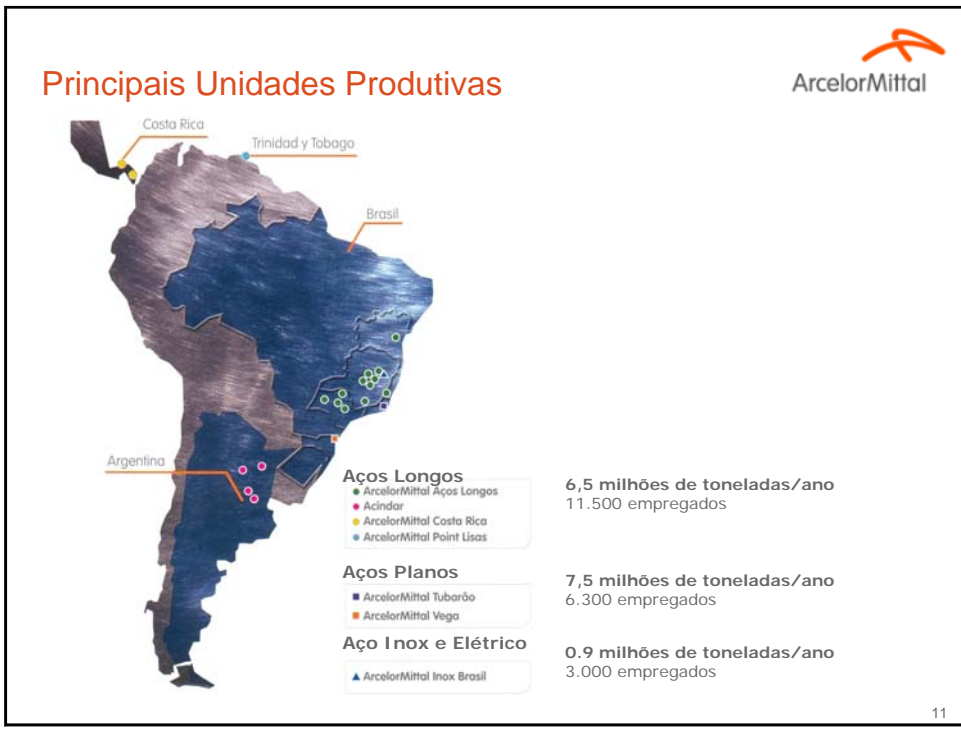 Principais Unidades Produtivas
ArcelorMittal
Costa Rica
Trinidad y Tobago
Brasil
Argentina
Aços Longos
ArcelorMittal Aços Longos
Acindar
ArcelorMittal Costa Rica
ArcelorMittal Point Lisas
6,5 milhões de toneladas/ano
11.500 empregados
Aços Planos
ArcelorMittal Tubarão
ArcelorMittal Vega
7,5 milhões de toneladas/ano
6.300 empregados
Aço Inox e Elétrico
ArcelorMittal Inox Brasil
0.9 milhões de toneladas/ano
3.000 empregados
11